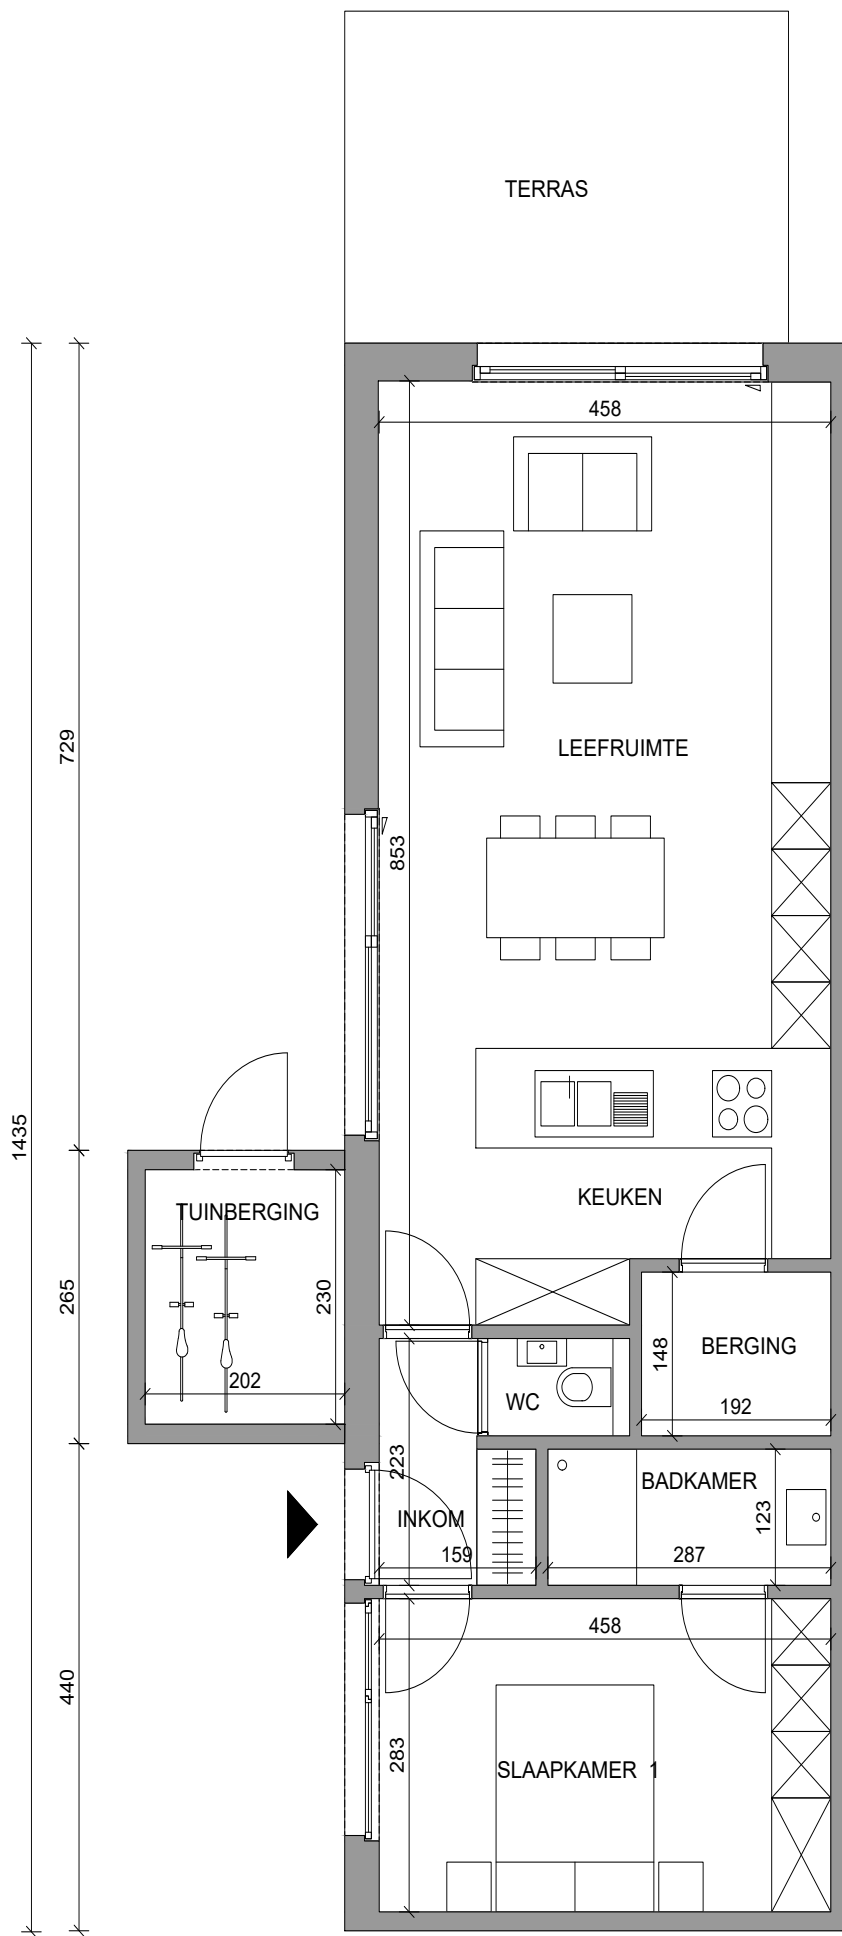 TERRAS
458
729
LEEFRUIMTE
853
1435
KEUKEN
TUINBERGING
265
230
148
BERGING
202
WC
192
223
BADKAMER
INKOM
123
159
287
458
440
283
SLAAPKAMER 1